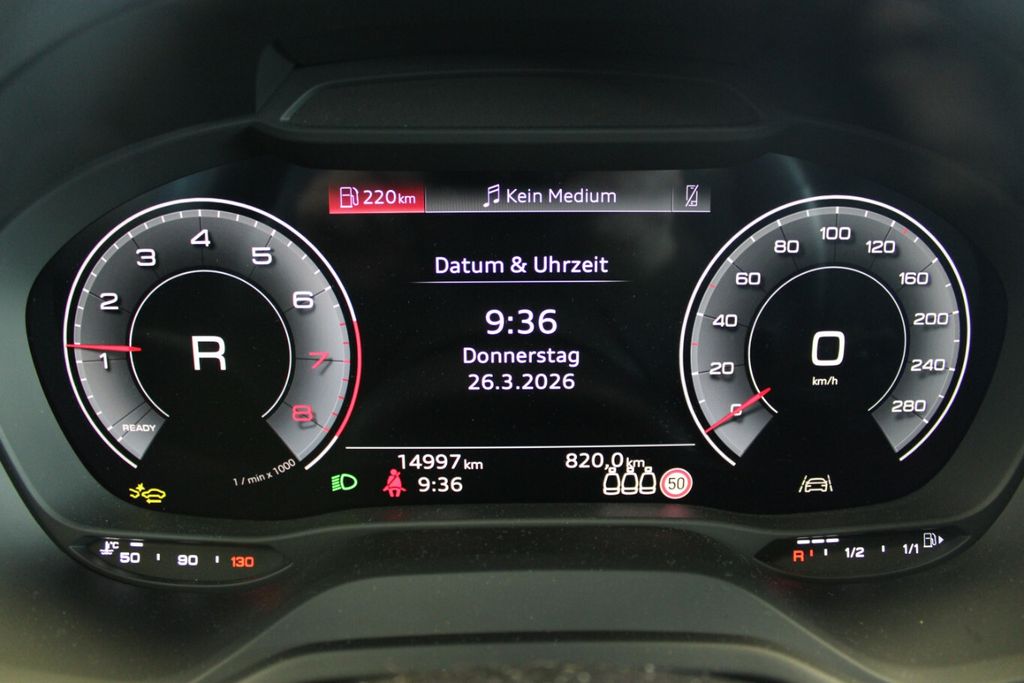 220 km
Kein Medium
Datum & Uhrzeit
9:36
Donnerstag
26.3.2026
READY
1
2
3
4
5
6
7
8
1 / min x 1000
R
0
20
40
60
80
100
120
160
200
240
280
0
km/h
14997 km
820,0 km
9:36
50
°C
50
90
130
R
1/2
1/1